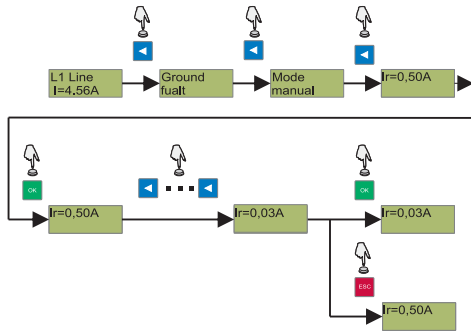 L1 Line
I=4.56A
Ground
fualt
Mode
manual
Ir=0,50A
OK
OK
Ir=0,50A
Ir=0,03A
Ir=0,03A
ESC
Ir=0,50A